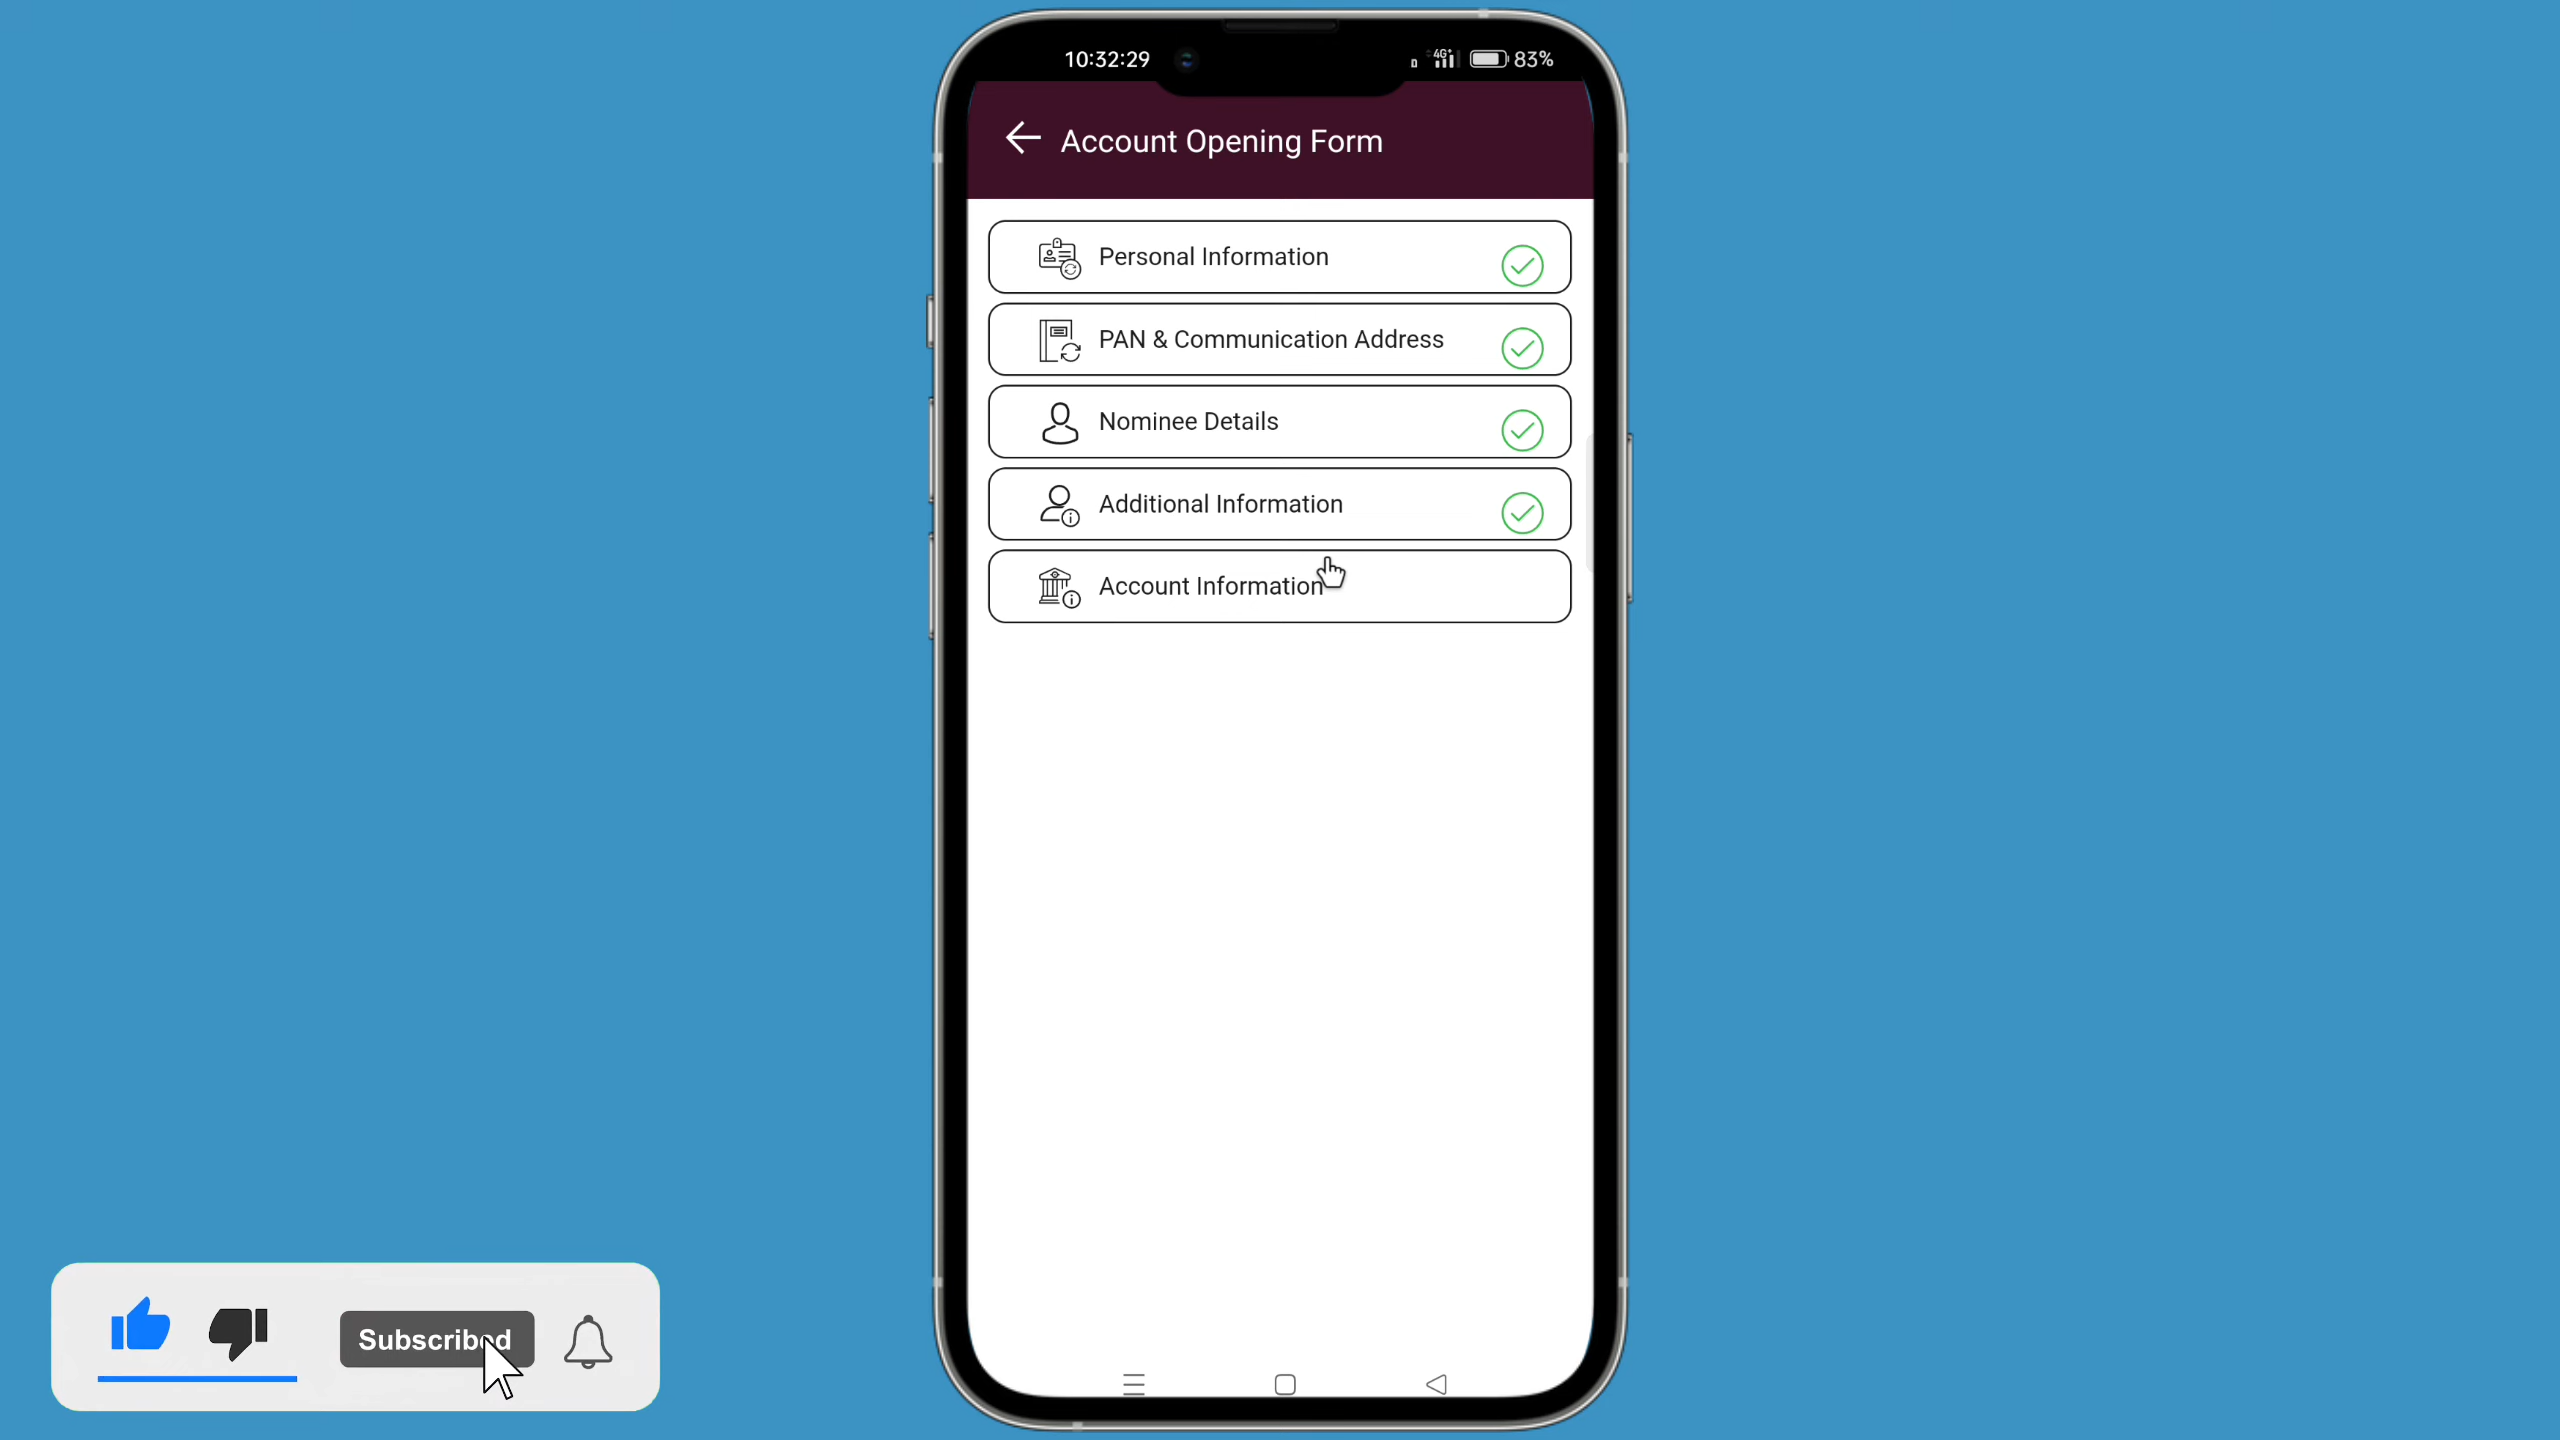 10:32:29
4G+
83%
Account Opening Form
Personal Information
PAN & Communication Address
Nominee Details
Additional Information
Account Information
Subscribed